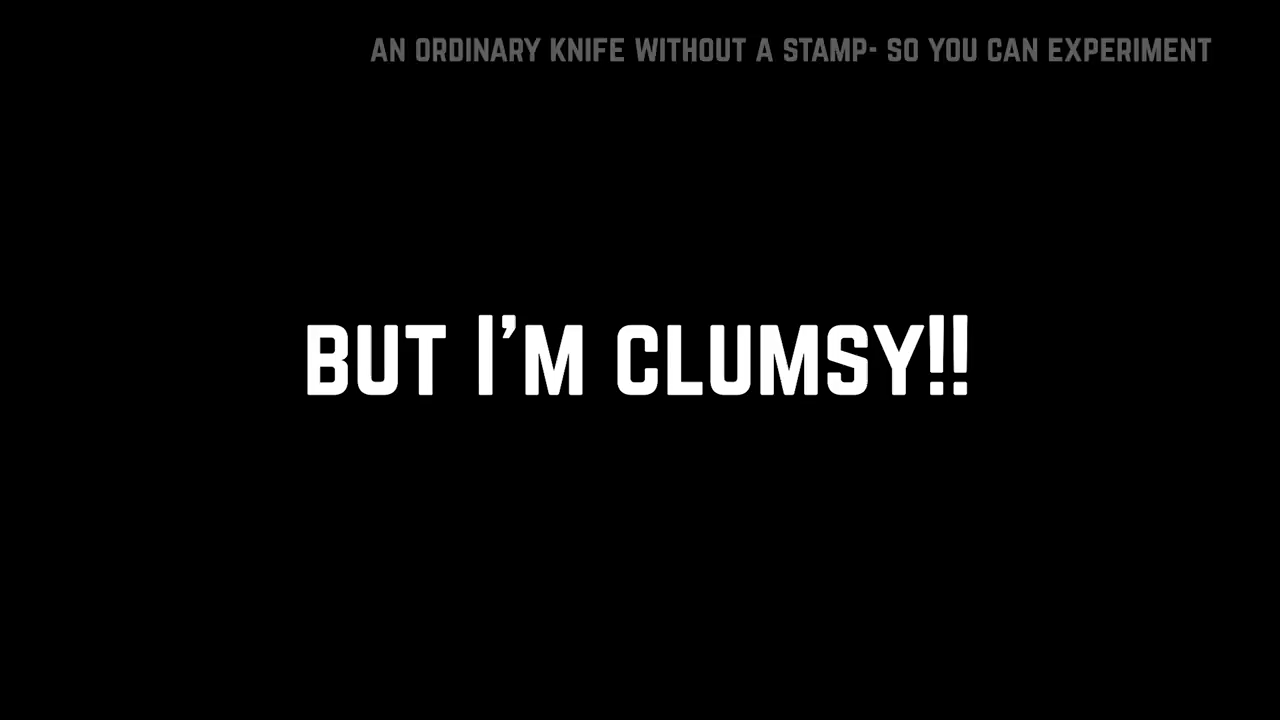 AN ORDINARY KNIFE WITHOUT A STAMP- SO YOU CAN EXPERIMENT
BUT I'M CLUMSY!!